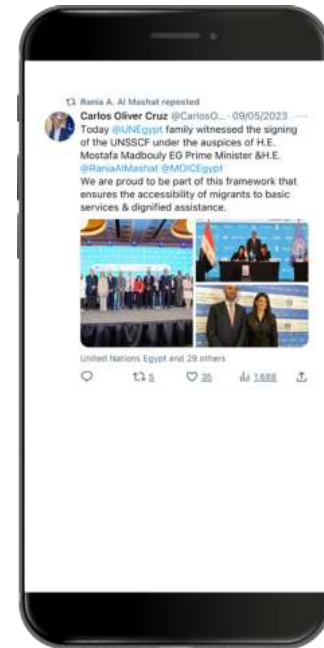 Rania A. Al Mashat reposted
Carlos Oliver Cruz @CarlosO... · 09/05/2023 ...
Today @UNEgypt family witnessed the signing
of the UNSSCF under the auspices of H.E.
Mostafa Madbouly EG Prime Minister &H.E.
@RaniaAlMashat @MOICEgypt
We are proud to be part of this framework that
ensures the accessibility of migrants to basic
services & dignified assistance.
United Nations Egypt and 29 others
5 35 1,688